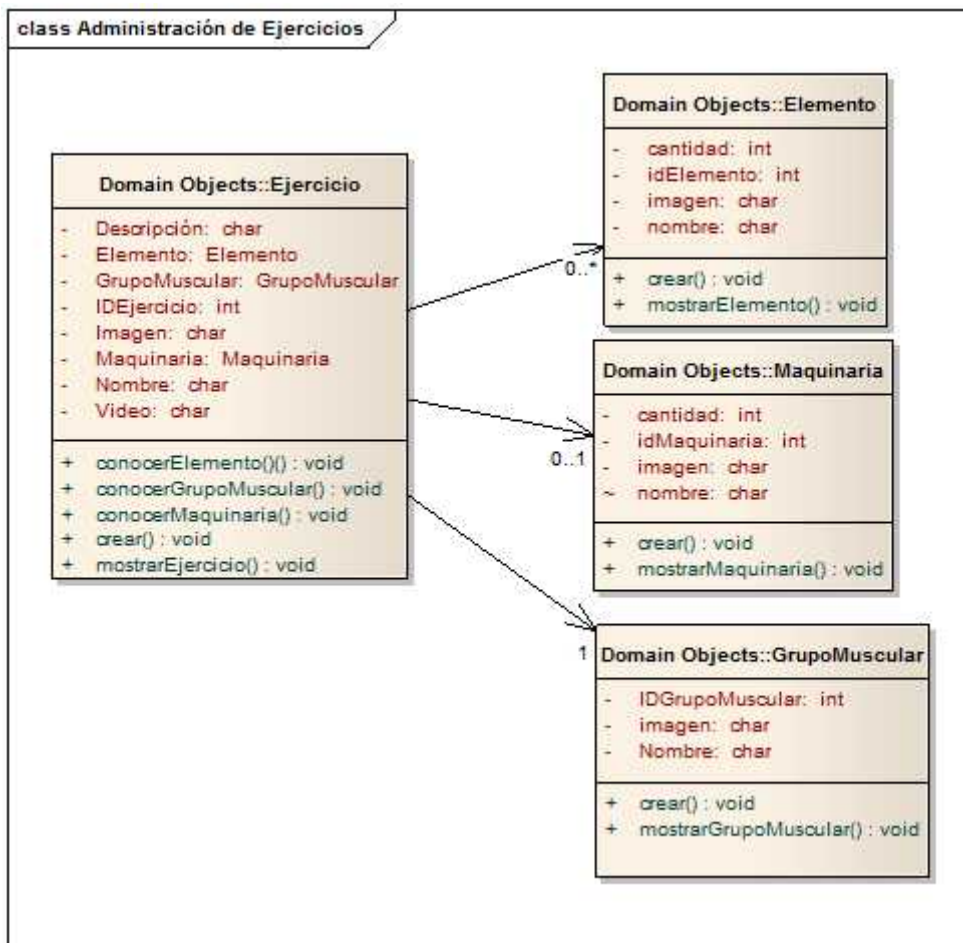 class Administración de Ejercicios
Domain Objects::Ejercicio
- Descripción: char
- Elemento: Elemento
- GrupoMuscular: GrupoMuscular
- IDEjercicio: int
- Imagen: char
- Maquinaria: Maquinaria
- Nombre: char
- Video: char
+ conocerElemento()() : void
+ conocerGrupoMuscular() : void
+ conocerMaquinaria() : void
+ crear() : void
+ mostrarEjercicio() : void
Domain Objects::Elemento
- cantidad: int
- idElemento: int
- imagen: char
- nombre: char
+ crear() : void
+ mostrarElemento() : void
0..*
Domain Objects::Maquinaria
- cantidad: int
- idMaquinaria: int
- imagen: char
~ nombre: char
+ crear() : void
+ mostrarMaquinaria() : void
0..1
Domain Objects::GrupoMuscular
- IDGrupoMuscular: int
- imagen: char
- Nombre: char
+ crear() : void
+ mostrarGrupoMuscular() : void
1